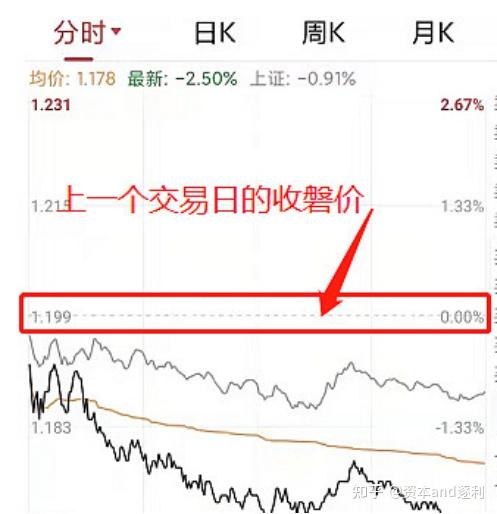 分时 日K 周K 月K
均价: 1.178 最新: -2.50% 上证: -0.91%
1.231 2.67%
上一个交易日的收磐价
1.215 1.33%
1.199 0.00%
1.183 -1.33%
知乎 @资本and逐利